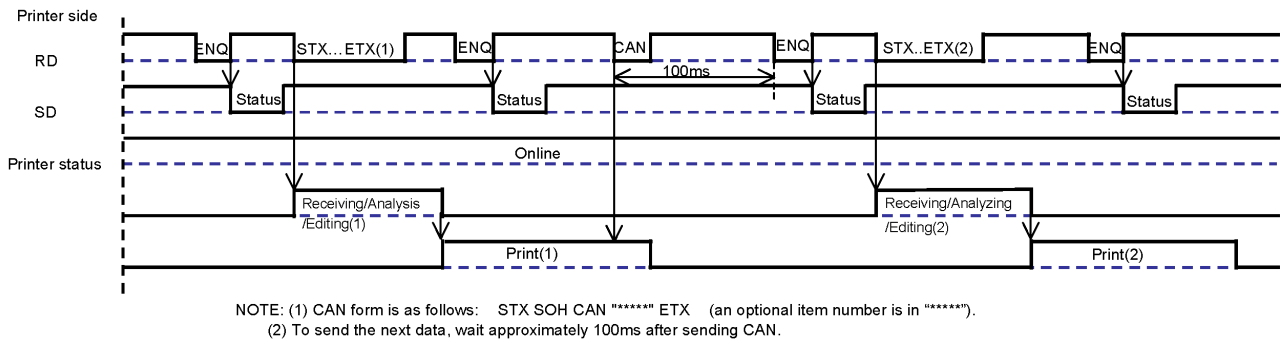 Printer side
RD
ENQ
STX...ETX(1)
ENQ
CAN
ENQ
STX..ETX(2)
ENQ
100ms
SD
Status
Status
Status
Status
Printer status
Online
Receiving/Analysis
/Editing(1)
Receiving/Analyzing
/Editing(2)
Print(1)
Print(2)
NOTE: (1) CAN form is as follows: STX SOH CAN "*****" ETX (an optional item number is in “*****”).
(2) To send the next data, wait approximately 100ms after sending CAN.